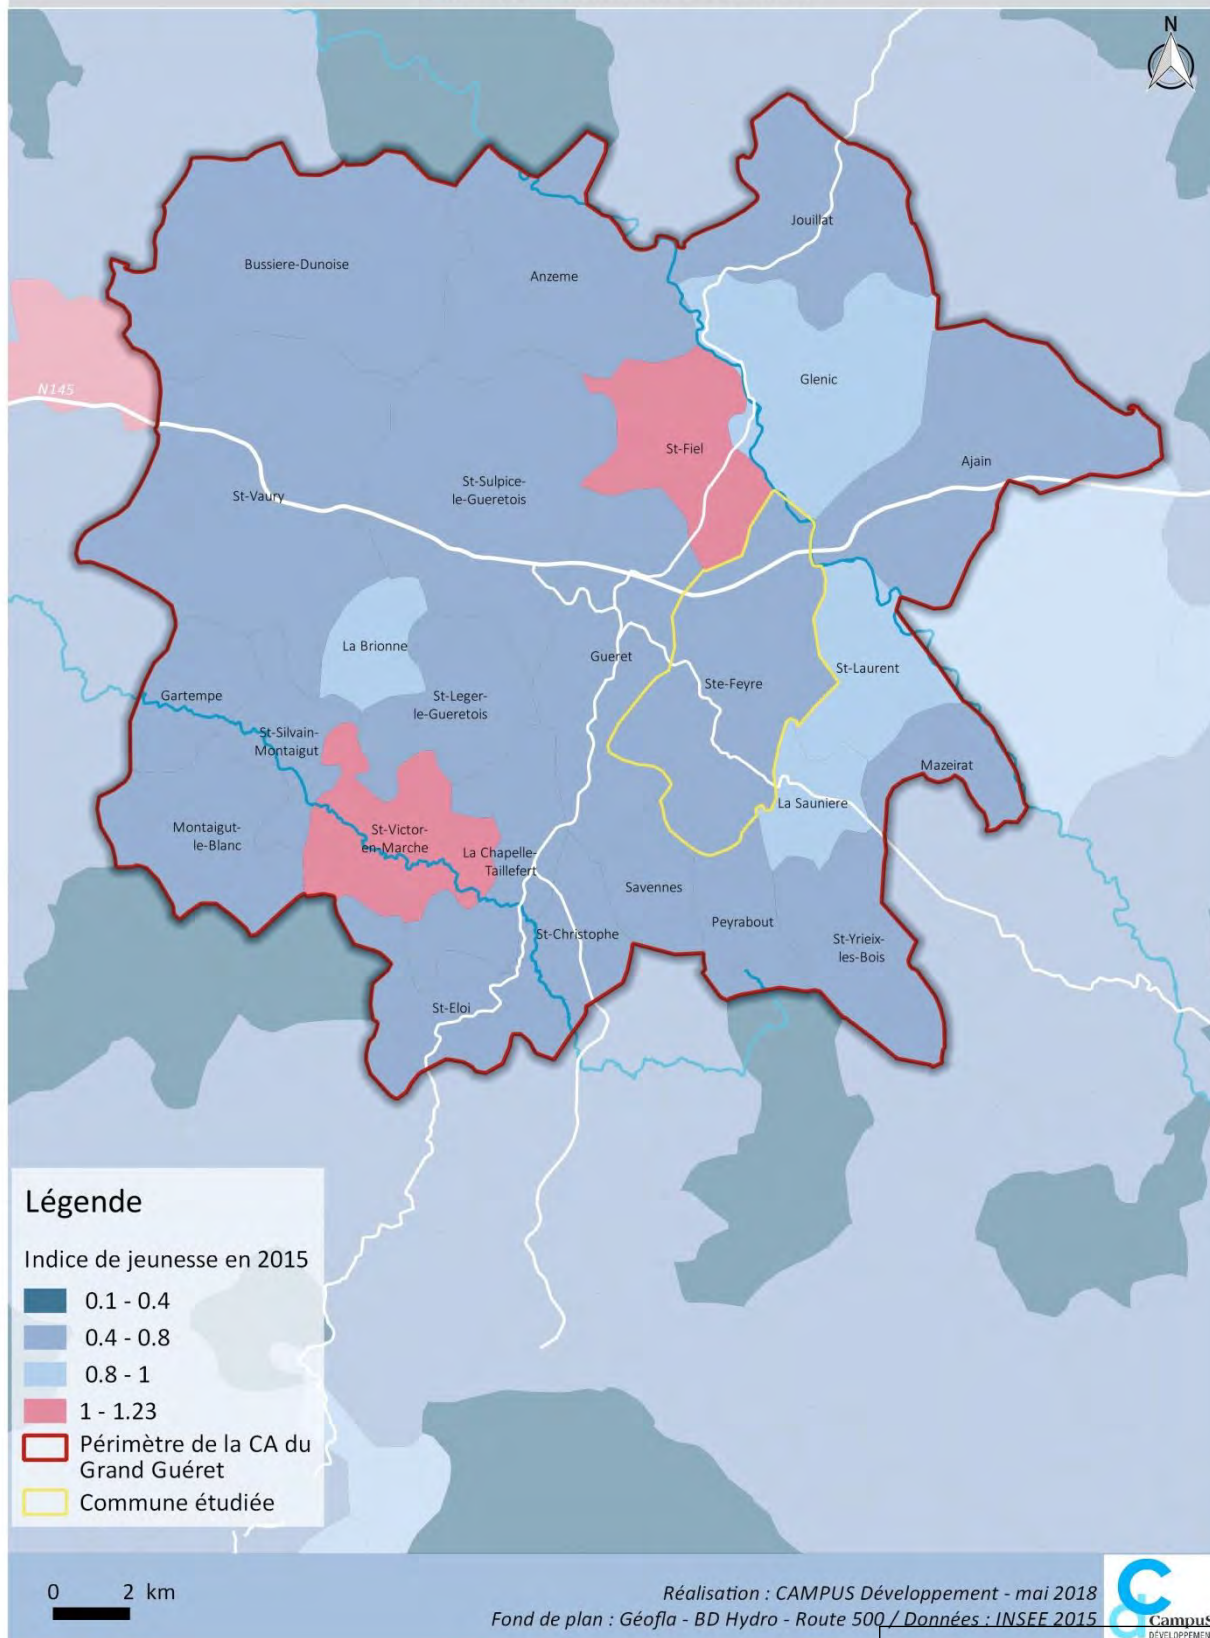 N
Jouillat
Bussiere-Dunoise
Anzeme
Glenic
N145
St-Fiel
Ajain
St-Sulpice-
le-Gueretois
St-Vaury
La Brionne
Gueret
St-Laurent
Ste-Feyre
Gartempe
St-Leger-
le-Gueretois
St-Silvain-
Montaigut
Mazeirat
La Sauniere
Montaigut-
le-Blanc
St-Victor-
en-Marche
La Chapelle-
Taillefert
Savennes
Peyrabout
St-Christophe
St-Yrieix-
les-Bois
St-Eloi
Légende
Indice de jeunesse en 2015
0.1 - 0.4
0.4 - 0.8
0.8 - 1
1 - 1.23
Périmètre de la CA du
Grand Guéret
Commune étudiée
0 2 km
Réalisation : CAMPUS Développement - mai 2018
Fond de plan : Géofla - BD Hydro - Route 500 / Données : INSEE 2015
Cd
CampuS
DÉVELOPPEMENT